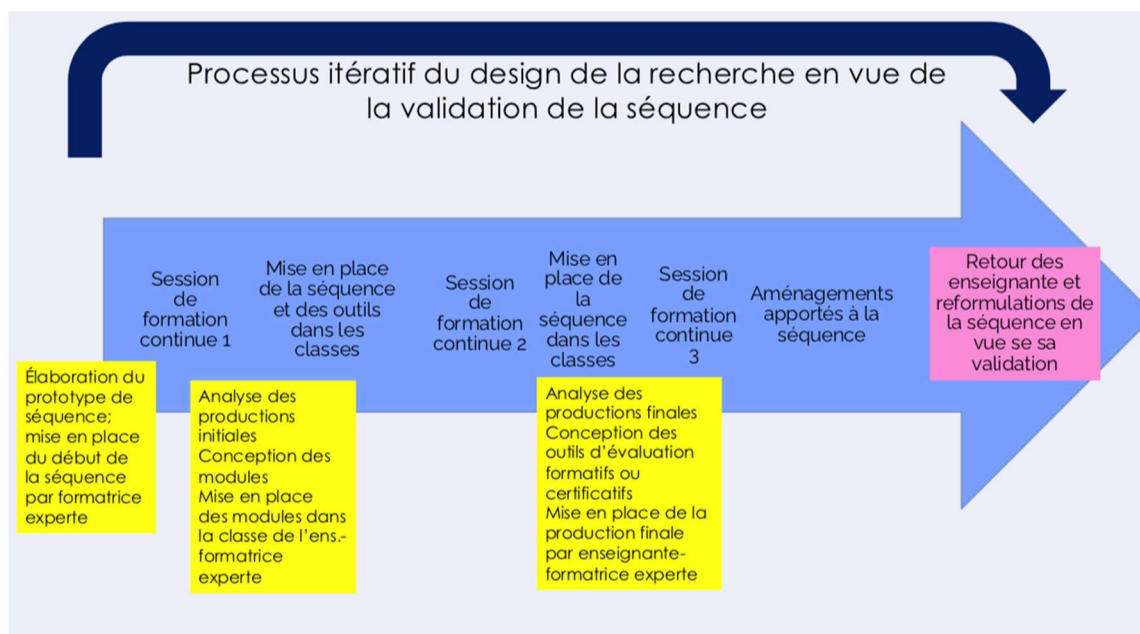 Processus itératif du design de la recherche en vue de
la validation de la séquence
Session
de
formation
continue 1
Mise en place
de la séquence
et des outils
dans les
classes
Session
de
formation
continue 2
Mise en
place de
la
séquence
dans les
classes
Session
de
formation
continue
3
Aménagements
apportés à la
séquence
Retour des
enseignante et
reformulations de
la séquence en
vue se sa
validation
Élaboration du
prototype de
séquence;
mise en place
du début de
la séquence
par formatrice
experte
Analyse des
productions
initiales
Conception des
modules
Mise en place
des modules dans
la classe de l'ens.-
formatrice
experte
Analyse des
productions finales
Conception des
outils d'évaluation
formatifs ou
certificatifs
Mise en place de la
production finale
par enseignante-
formatrice experte